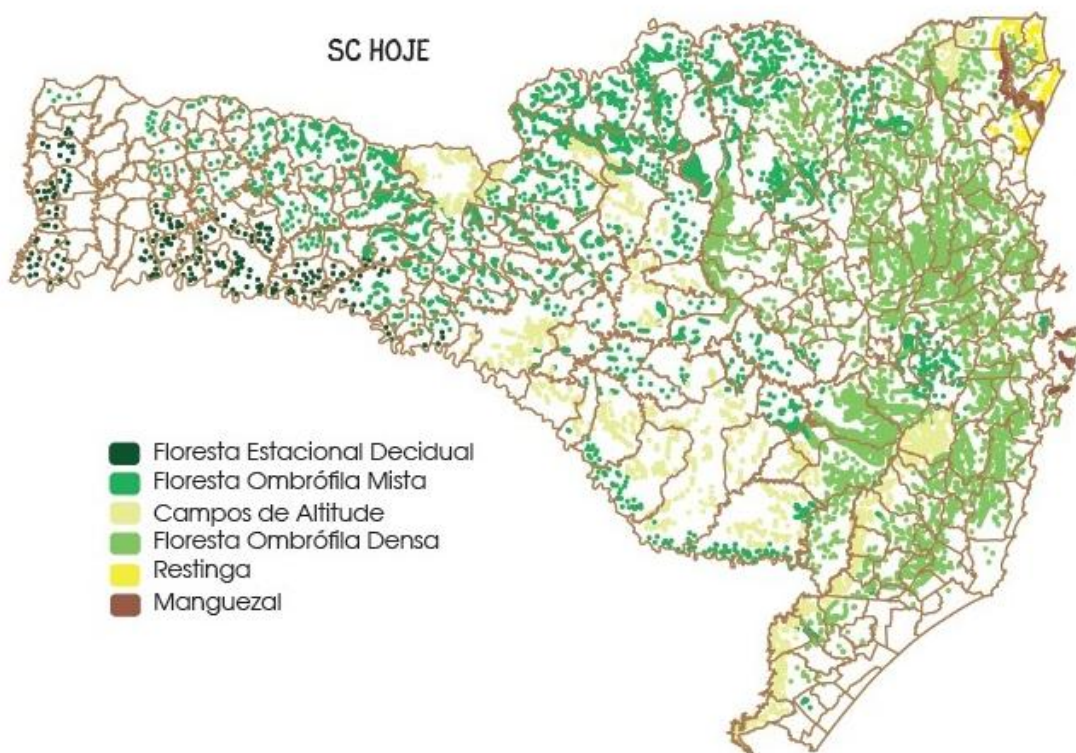 SC HOJE
Floresta Estacional Decidual
Floresta Ombrófila Mista
Campos de Altitude
Floresta Ombrófila Densa
Restinga
Manguezal